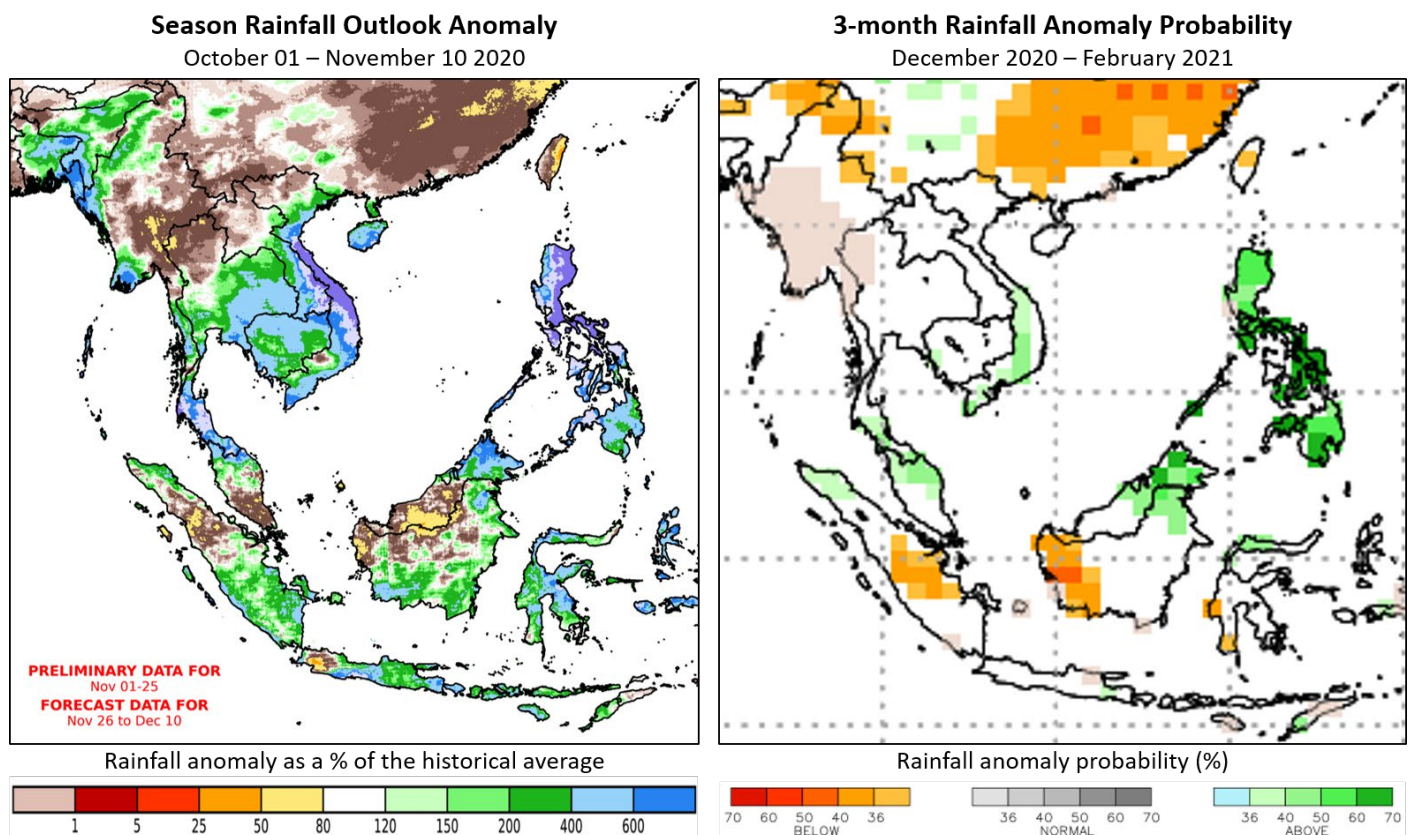 Season Rainfall Outlook Anomaly
October 01 – November 10 2020
3-month Rainfall Anomaly Probability
December 2020 – February 2021
PRELIMINARY DATA FOR
Nov 01-25
FORECAST DATA FOR
Nov 26 to Dec 10
Rainfall anomaly as a % of the historical average
1 5 25 50 80 120 150 200 400 600
Rainfall anomaly probability (%)
70 60 50 40 36
BELOW
36 40 50 60 70
NORMAL
36 40 50 60 70
ABOVE